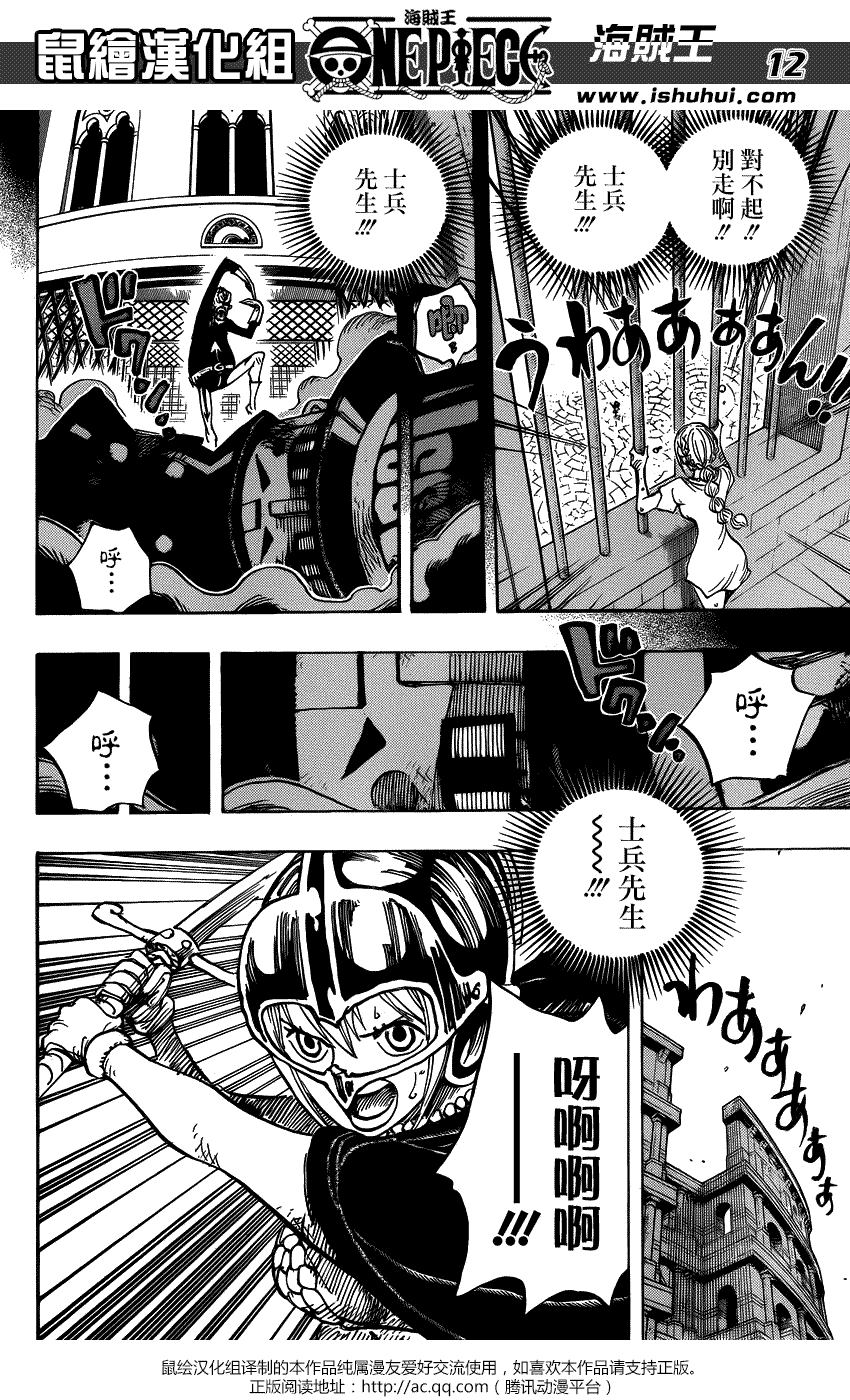 鼠繪漢化組
海賊王
ONE PIECE
海賊王
12
www.ishuhui.com
對不起!!
別走啊!!
士兵
先生!!!
うわああああん!!
士兵
先生!!!
ドクン
呼…
ドクン
呼…
呼…
士兵先生
~~~!!!
わああああぁ
呀啊啊啊
——!!!
鼠绘汉化组译制的本作品纯属漫友爱好交流使用，如喜欢本作品请支持正版。
正版阅读地址：http://ac.qq.com（腾讯动漫平台）